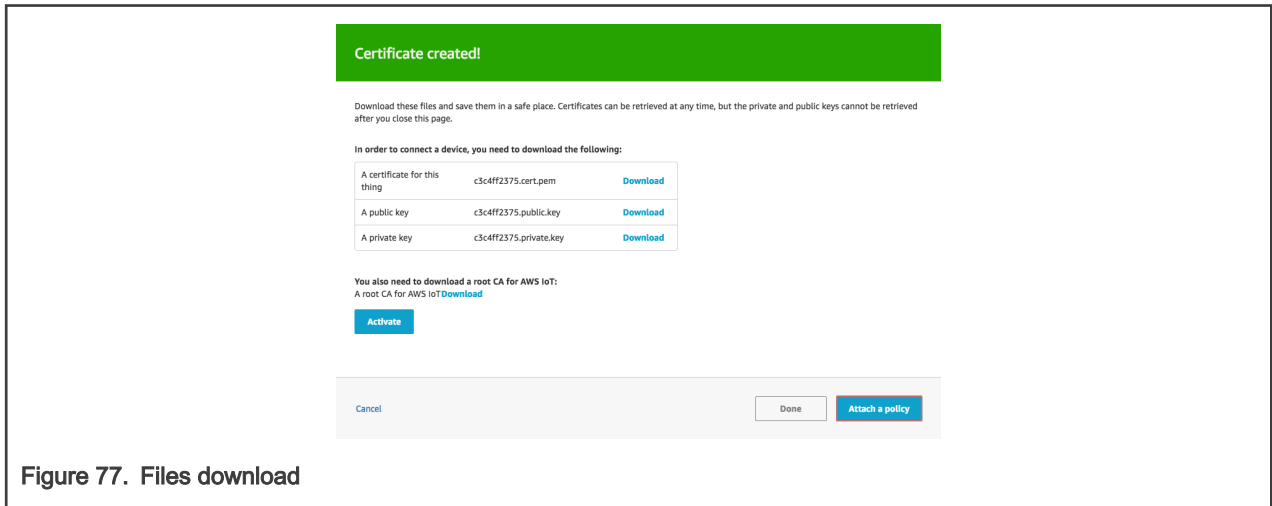 Certificate created!
Download these files and save them in a safe place. Certificates can be retrieved at any time, but the private and public keys cannot be retrieved
after you close this page.
In order to connect a device, you need to download the following:
A certificate for this
thing
c3c4ff2375.cert.pem
Download
A public key c3c4ff2375.public.key Download
A private key c3c4ff2375.private.key Download
You also need to download a root CA for AWS IoT:
A root CA for AWS IoTDownload
Activate
Cancel Done Attach a policy
Figure 77. Files download